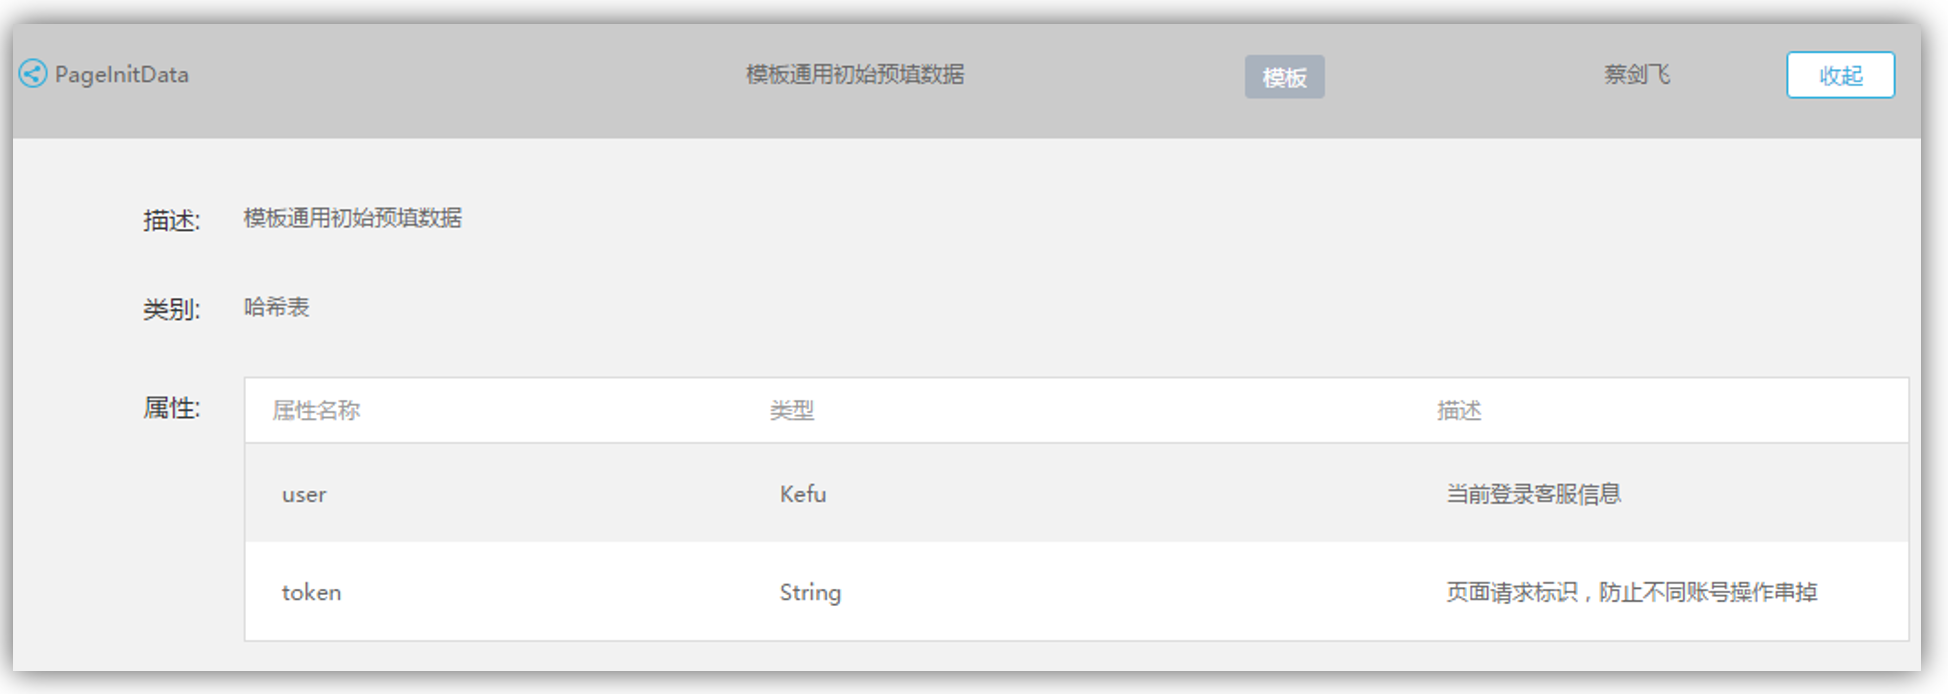 PageInitData 模板通用初始预填数据 模板 蔡剑飞 收起
描述: 模板通用初始预填数据
类别: 哈希表
属性: 属性名称 类型 描述
user Kefu 当前登录客服信息
token String 页面请求标识，防止不同账号操作串掉